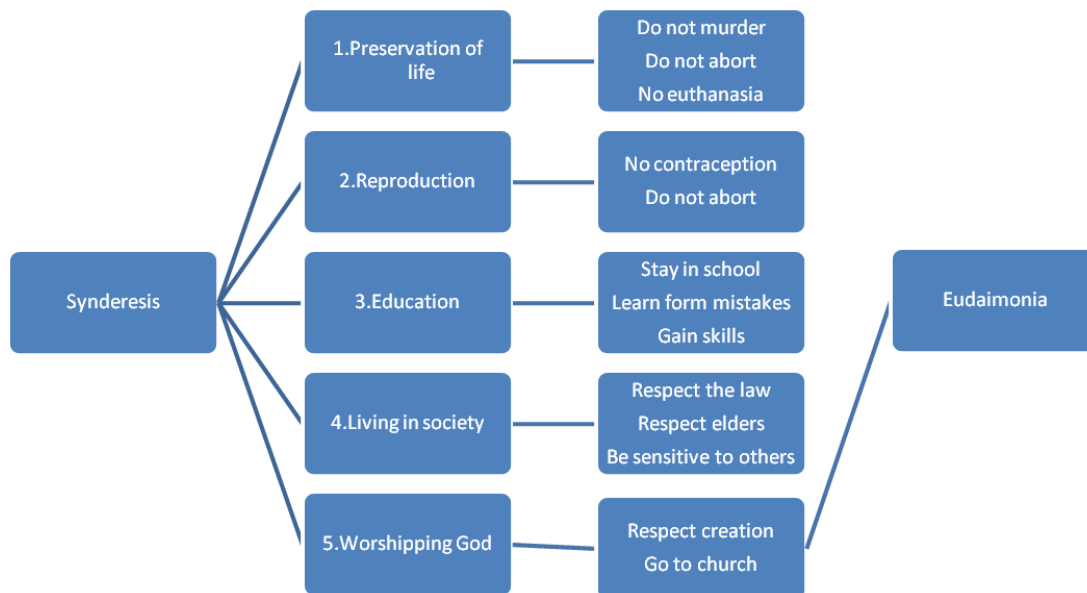 Synderesis
1.Preservation of
life
Do not murder
Do not abort
No euthanasia
2.Reproduction
No contraception
Do not abort
3.Education
Stay in school
Learn form mistakes
Gain skills
4.Living in society
Respect the law
Respect elders
Be sensitive to others
5.Worshipping God
Respect creation
Go to church
Eudaimonia